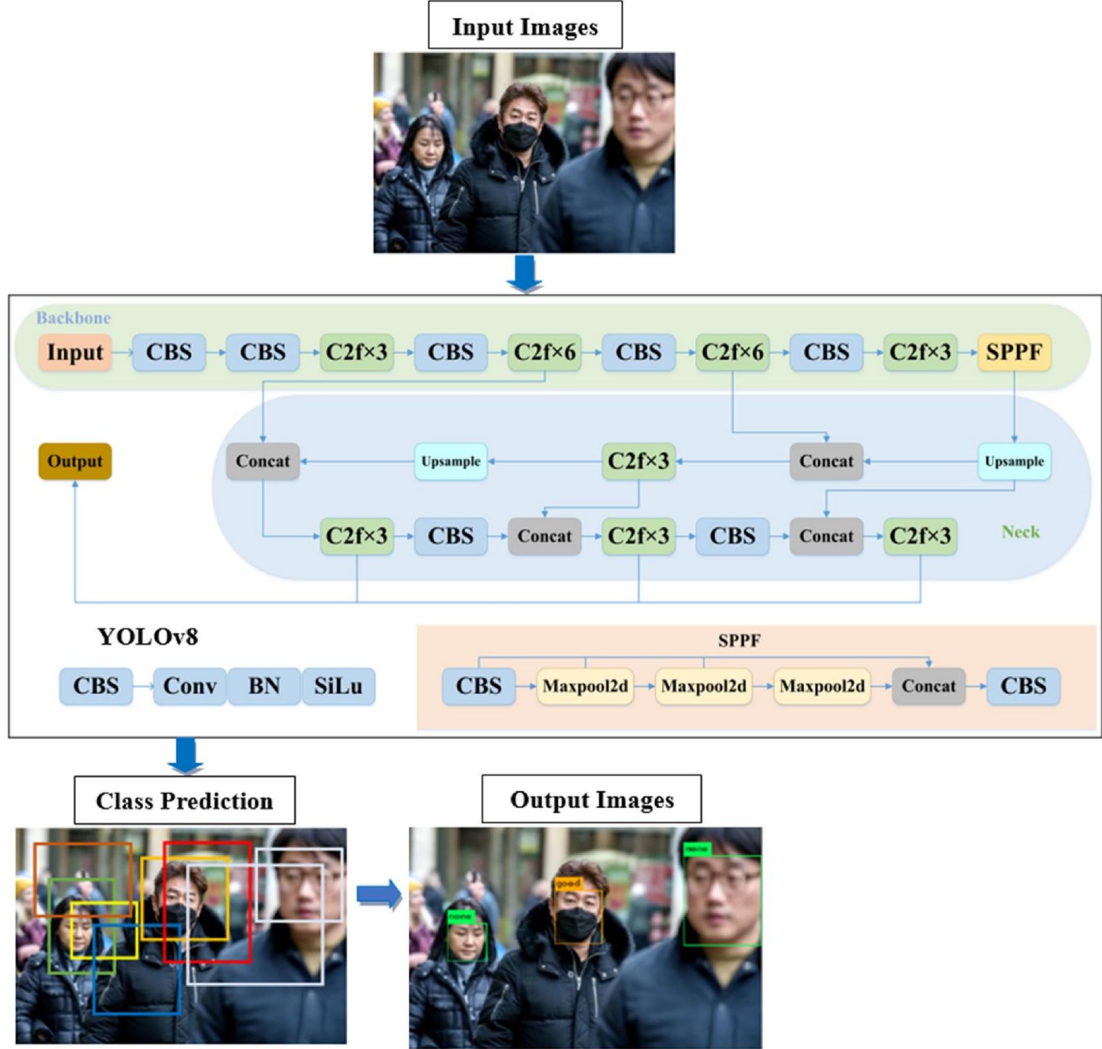 Input Images
Backbone
Input CBS CBS C2f×3 CBS C2f×6 CBS C2f×6 CBS C2f×3 SPPF
Output Concat Upsample C2f×3 Concat Upsample
C2f×3 CBS Concat C2f×3 CBS Concat C2f×3 Neck
YOLOv8
CBS Conv BN SiLu
SPPF
CBS Maxpool2d Maxpool2d Maxpool2d Concat CBS
Class Prediction
Output Images
none
good
none